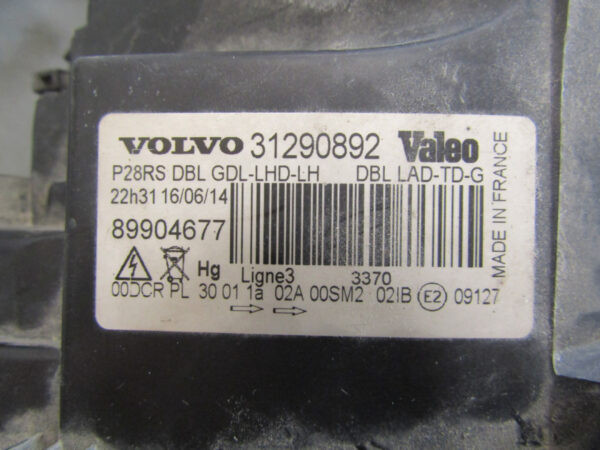 VOLVO 31290892 Valeo
P28RS DBL GDL-LHD-LH DBL LAD-TD-G
22h31 16/06/14
89904677
Hg Ligne3 3370
00DCR PL 30 01 1a 02A 00SM2 02IB E2 09127
MADE IN FRANCE